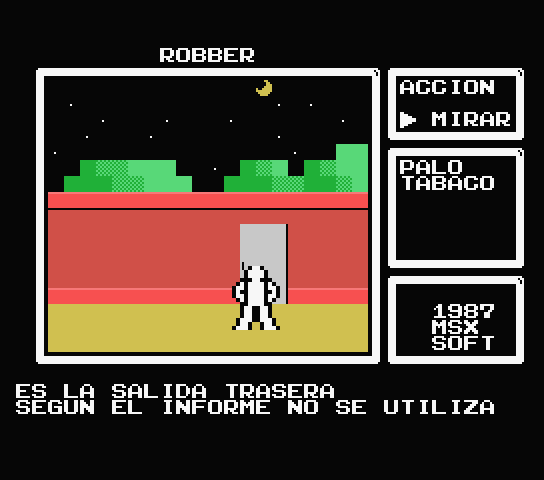 ROBBER
ACCION
▶ MIRAR
PALO
TABACO
1987
MSX
SOFT
ES LA SALIDA TRASERA
SEGUN EL INFORME NO SE UTILIZA